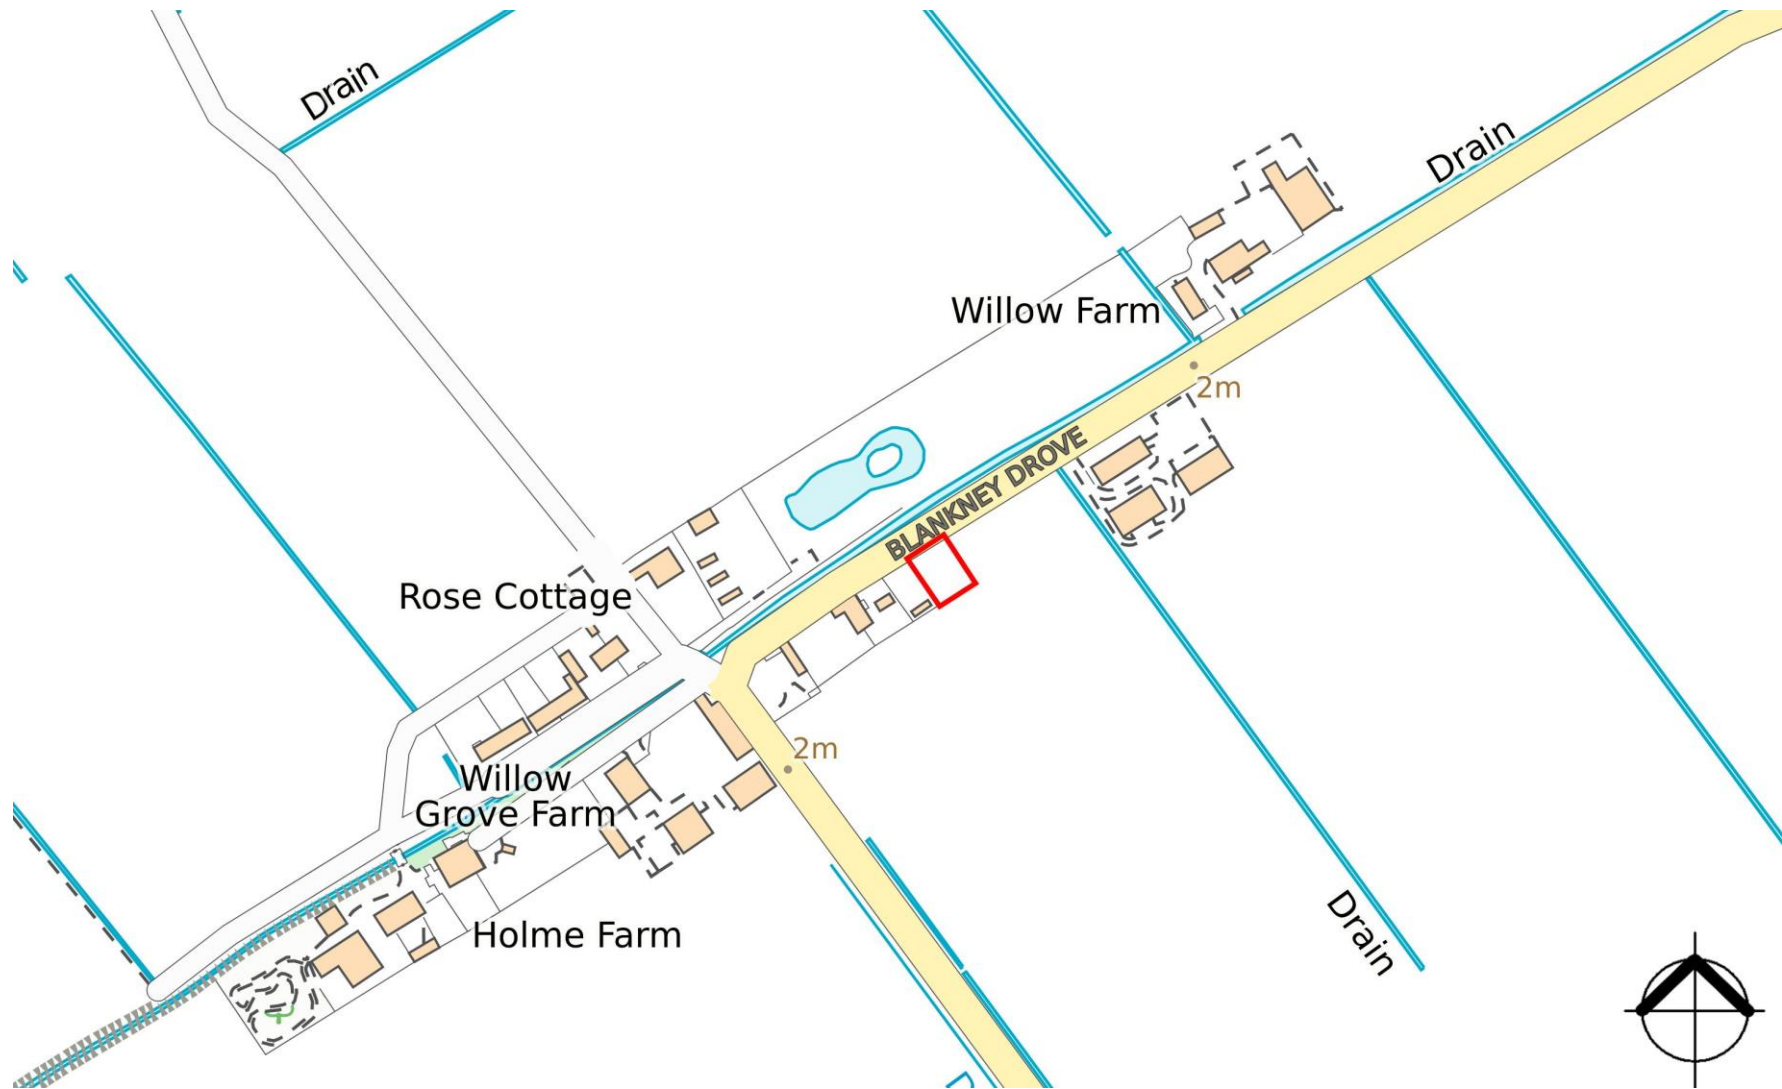 Drain
Drain
Willow Farm
2m
BLANKNEY DROVE
Rose Cottage
2m
Willow
Grove Farm
Holme Farm
Drain